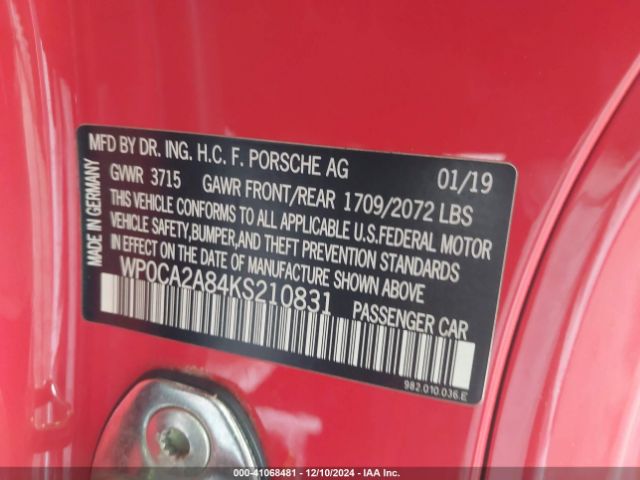 MFD BY DR. ING. H.C. F. PORSCHE AG 01/19
GVWR 3715 GAWR FRONT/REAR 1709/2072 LBS
THIS VEHICLE CONFORMS TO ALL APPLICABLE U.S.FEDERAL MOTOR
VEHICLE SAFETY,BUMPER,AND THEFT PREVENTION STANDARDS
IN EFFECT ON THE DATE OF MANUFACTURE SHOWN ABOVE.
WP0CA2A84KS210831
PASSENGER CAR
MADE IN GERMANY
982.010.036.E
000-41068481 - 12/10/2024 - IAA Inc.